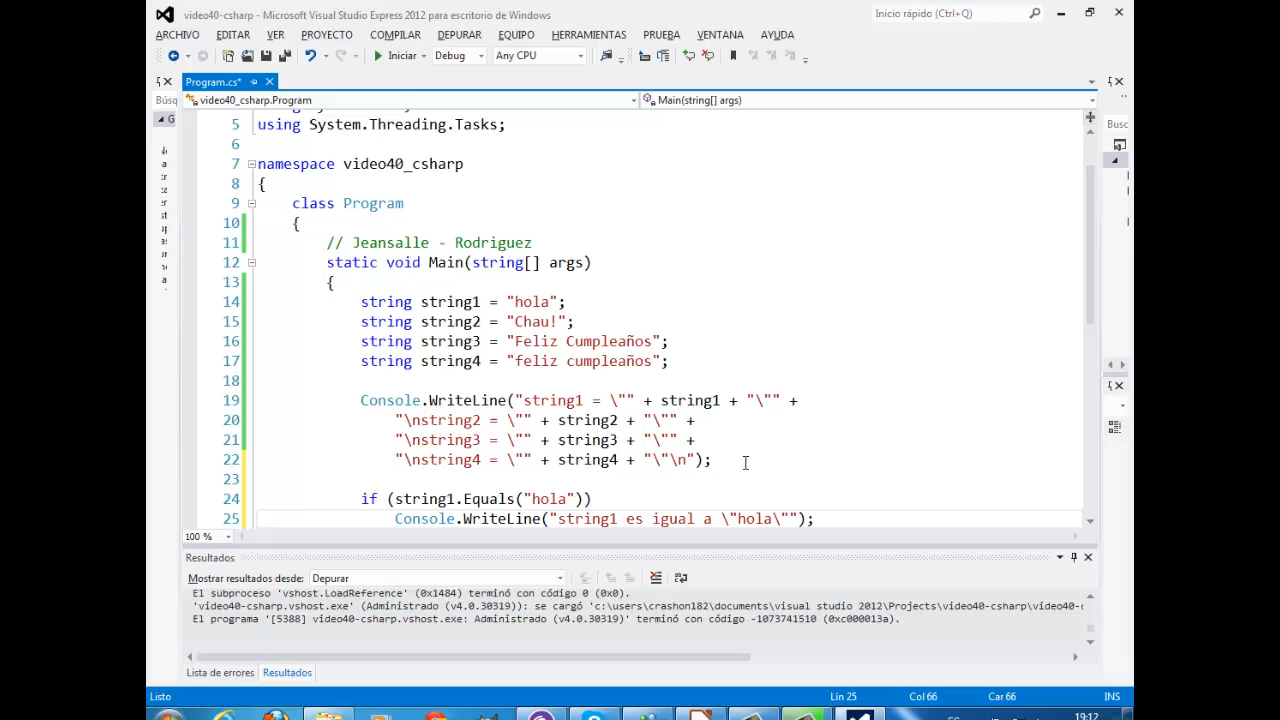 video40-csharp - Microsoft Visual Studio Express 2012 para escritorio de Windows
Inicio rápido (Ctrl+Q)
ARCHIVO EDITAR VER PROYECTO COMPILAR DEPURAR EQUIPO HERRAMIENTAS PRUEBA VENTANA AYUDA
Iniciar Debug Any CPU
Program.cs*
Búsq video40_csharp.Program Main(string[] args)
G
Busc
5 using System.Threading.Tasks;
6
7 namespace video40_csharp
8 {
9 class Program
10 {
11 // Jeansalle - Rodriguez
12 static void Main(string[] args)
13 {
14 string string1 = "hola";
15 string string2 = "Chau!";
16 string string3 = "Feliz Cumpleaños";
17 string string4 = "feliz cumpleaños";
18
19 Console.WriteLine("string1 = \"" + string1 + "\"" +
20 "\nstring2 = \"" + string2 + "\"" +
21 "\nstring3 = \"" + string3 + "\"" +
22 "\nstring4 = \"" + string4 + "\"\n");
23
24 if (string1.Equals("hola"))
25 Console.WriteLine("string1 es igual a \"hola\"");
100 %
Resultados
Mostrar resultados desde: Depurar
El subproceso 'vshost.LoadReference' (0x1484) terminó con código 0 (0x0).
'video40-csharp.vshost.exe' (Administrado (v4.0.30319)): se cargó 'c:\users\crashon182\documents\visual studio 2012\Projects\video40-csharp\video40-c
El programa '[5388] video40-csharp.vshost.exe: Administrado (v4.0.30319)' terminó con código -1073741510 (0xc000013a).
Lista de errores Resultados
Listo Lín 25 Col 66 Car 66 INS
19:12